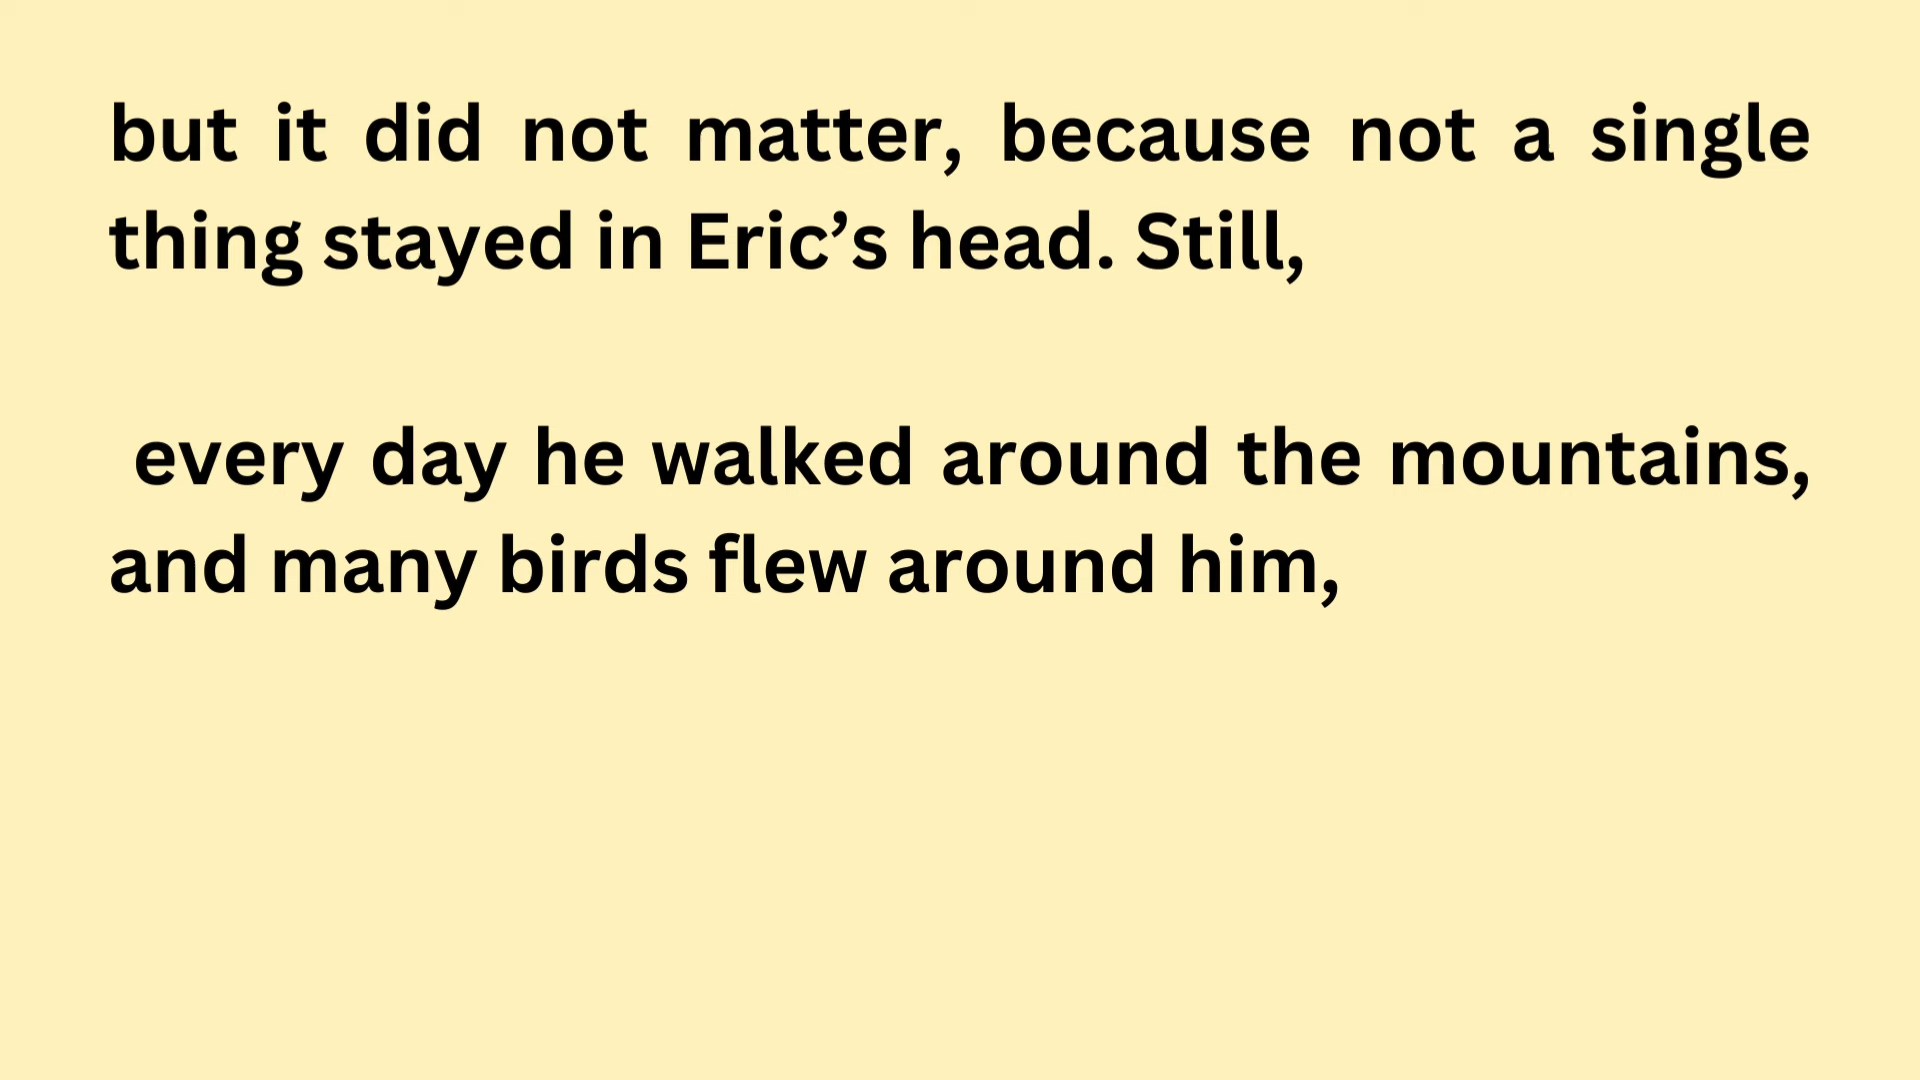 but it did not matter, because not a single
thing stayed in Eric’s head. Still,
every day he walked around the mountains,
and many birds flew around him,